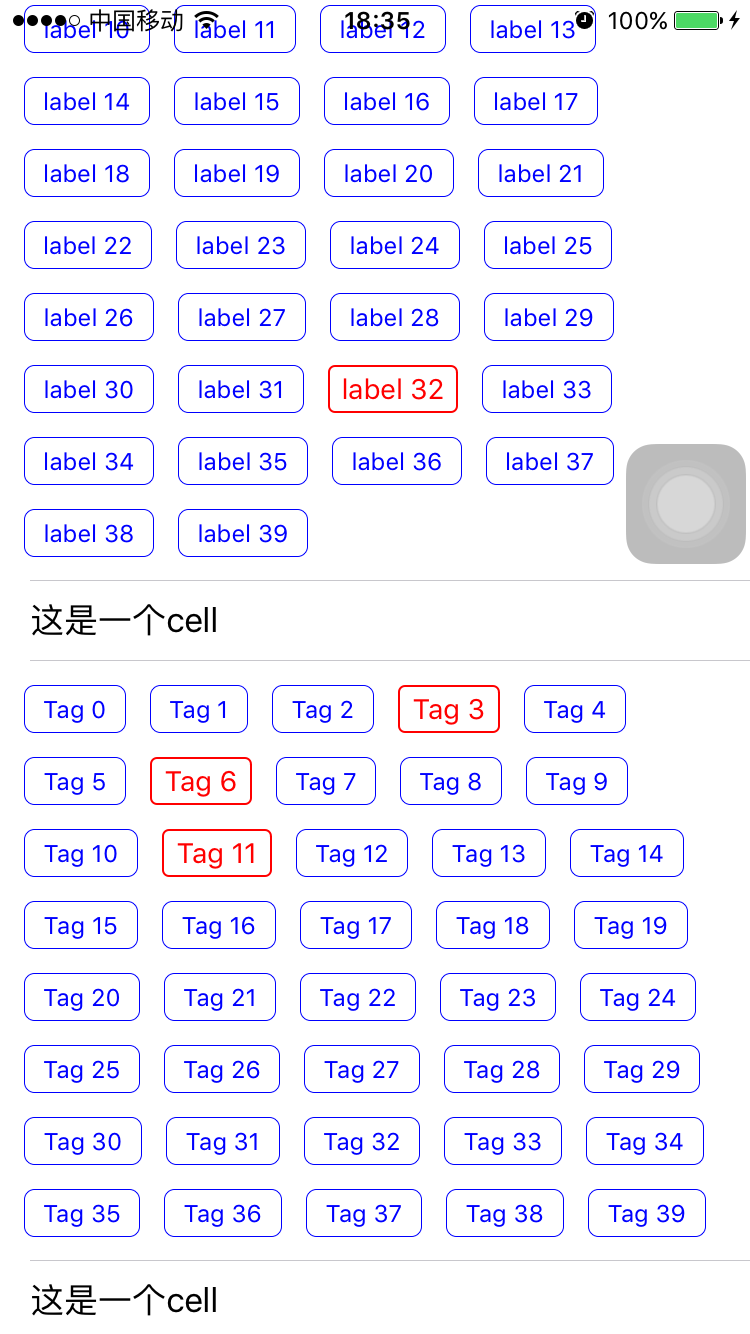 中国移动 18:35 100%
label 10 label 11 label 12 label 13
label 14 label 15 label 16 label 17
label 18 label 19 label 20 label 21
label 22 label 23 label 24 label 25
label 26 label 27 label 28 label 29
label 30 label 31 label 32 label 33
label 34 label 35 label 36 label 37
label 38 label 39
这是一个cell
Tag 0 Tag 1 Tag 2 Tag 3 Tag 4
Tag 5 Tag 6 Tag 7 Tag 8 Tag 9
Tag 10 Tag 11 Tag 12 Tag 13 Tag 14
Tag 15 Tag 16 Tag 17 Tag 18 Tag 19
Tag 20 Tag 21 Tag 22 Tag 23 Tag 24
Tag 25 Tag 26 Tag 27 Tag 28 Tag 29
Tag 30 Tag 31 Tag 32 Tag 33 Tag 34
Tag 35 Tag 36 Tag 37 Tag 38 Tag 39
这是一个cell